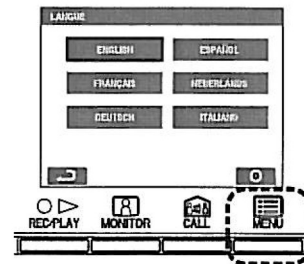 LANGUE
ENGLISH ESPAÑOL
FRANÇAIS NEDERLANDS
DEUTSCH ITALIANO
REC/PLAY MONITOR CALL MENU